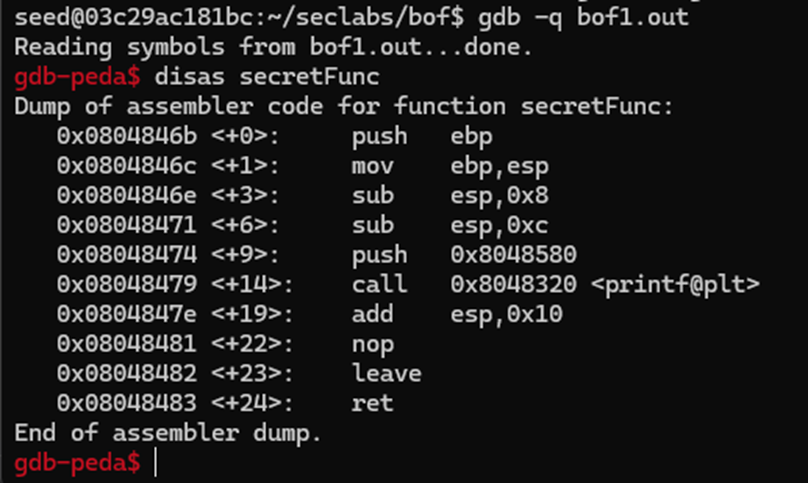 seed@03c29ac181bc:~/seclabs/bof$ gdb -q bof1.out
Reading symbols from bof1.out...done.
gdb-peda$ disas secretFunc
Dump of assembler code for function secretFunc:
   0x0804846b <+0>:     push   ebp
   0x0804846c <+1>:     mov    ebp,esp
   0x0804846e <+3>:     sub    esp,0x8
   0x08048471 <+6>:     sub    esp,0xc
   0x08048474 <+9>:     push   0x8048580
   0x08048479 <+14>:    call   0x8048320 <printf@plt>
   0x0804847e <+19>:    add    esp,0x10
   0x08048481 <+22>:    nop
   0x08048482 <+23>:    leave
   0x08048483 <+24>:    ret
End of assembler dump.
gdb-peda$